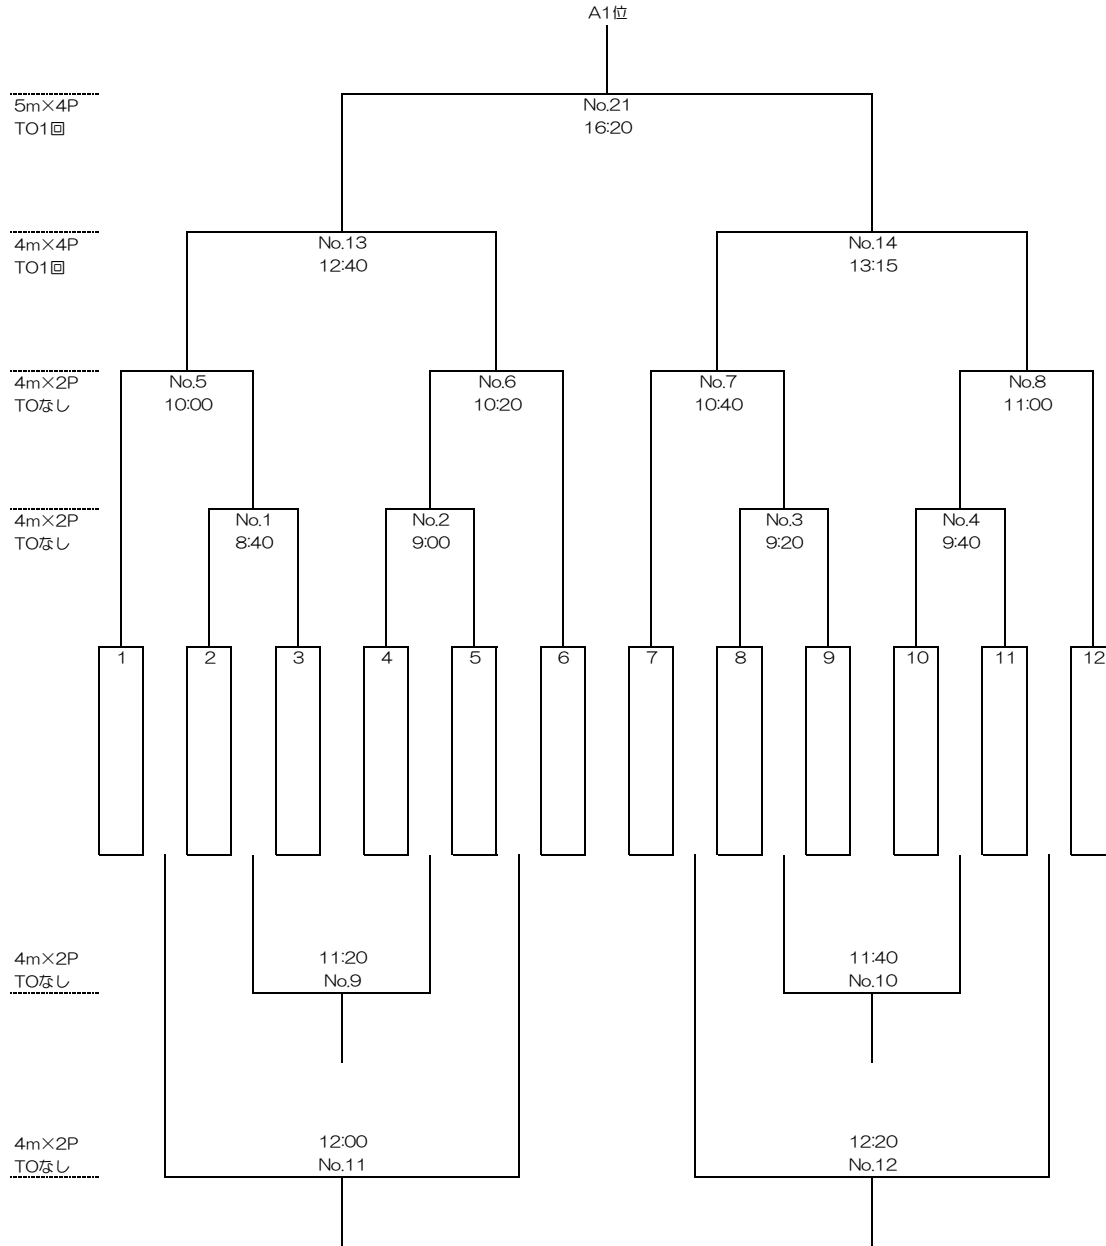 A1位
5m×4P
TO1回
No.21
16:20
4m×4P
TO1回
No.13
12:40
No.14
13:15
4m×2P
TOなし
No.5
10:00
No.6
10:20
No.7
10:40
No.8
11:00
4m×2P
TOなし
No.1
8:40
No.2
9:00
No.3
9:20
No.4
9:40
1 2 3 4 5 6 7 8 9 10 11 12
4m×2P
TOなし
11:20
No.9
11:40
No.10
4m×2P
TOなし
12:00
No.11
12:20
No.12